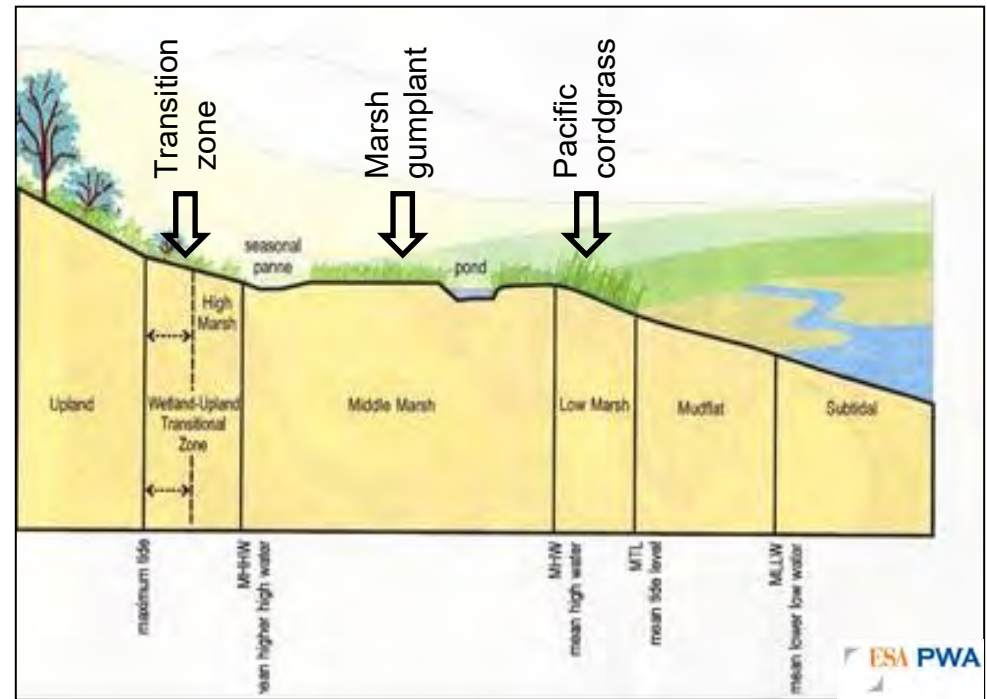 Transition
zone
Marsh
gumplant
Pacific
cordgrass
seasonal
panne
pond
High
Marsh
Upland
Wetland-Upland
Transitional
Zone
Middle Marsh
Low Marsh
Mudflat
Subtidal
maximum tide
MHHW
ean higher high water
MHW
mean high water
MTL
mean tide level
MLLW
mean lower low water
ESA PWA